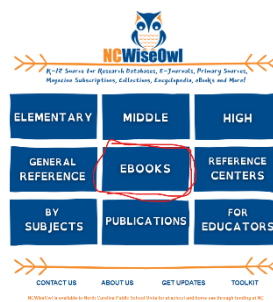 NCWiseOwl
K-12 Source for Research Databases, E-Journals, Primary Sources,
Magazine Subscriptions, Collections, Encyclopedia, eBooks and More!
ELEMENTARY
MIDDLE
HIGH
GENERAL
REFERENCE
EBOOKS
REFERENCE
CENTERS
BY
SUBJECTS
PUBLICATIONS
FOR
EDUCATORS
CONTACT US ABOUT US GET UPDATES TOOLKIT
NCWiseOwl is available to North Carolina Public School Units for at school and home use through funding at NC